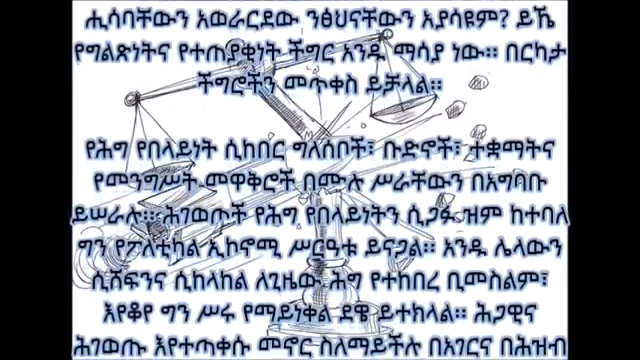 ሒሳባቸውን አወራርደው ንፅህናቸውን አያሳዩም? ይኼ
የግልጽነትና የተጠያቂነት ችግር አንዱ ማሳያ ነው። በርካታ
ችግሮችን መጥቀስ ይቻላል።
የሕግ የበላይነት ሲከበር ግለሰቦች፣ ቡድኖች፣ ተቋማትና
የመንግሥት መዋቅሮች በሙሉ ሥራቸውን በአግባቡ
ይሠራሉ። ሕገወጦች የሕግ የበላይነትን ሲጋፉ ዝም ከተባለ
ግን የፖለቲካል ኢኮኖሚ ሥርዓቱ ይናጋል። አንዱ ሌላውን
ሲሸፍንና ሲከላከል ለጊዜው ሕግ የተከበረ ቢመስልም፣
እየቆየ ግን ሥሩ የማይነቀል ደዌ ይተክላል። ሕጋዊና
ሕገወጡ እየተጣቀሱ መኖር ስለማይችሉ በአገርና በሕዝብ